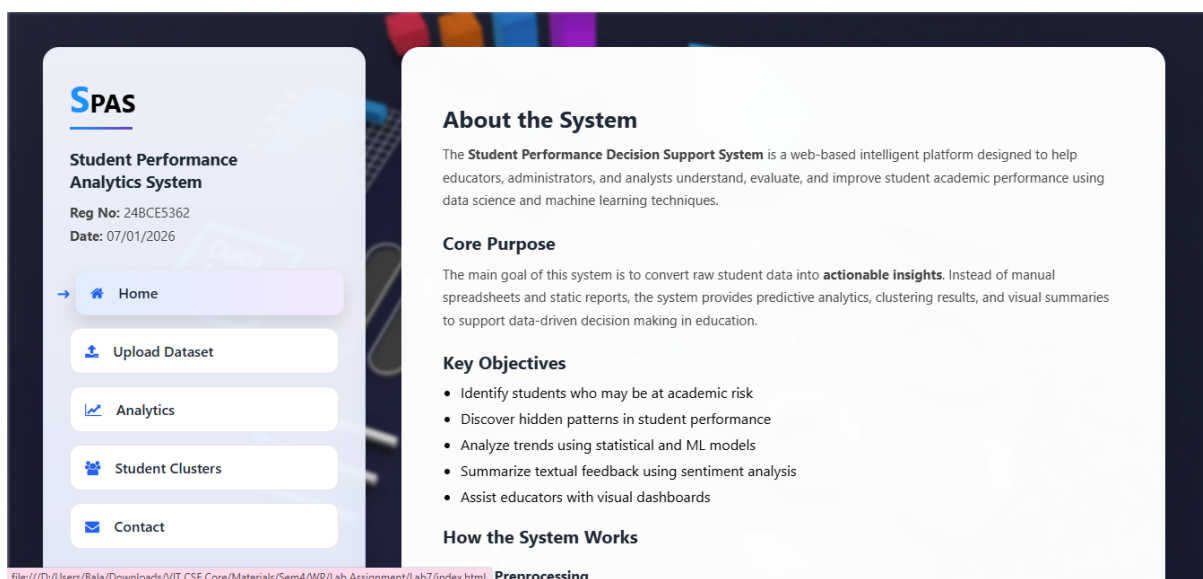 SPAS
Student Performance
Analytics System
Reg No: 24BCE5362
Date: 07/01/2026
→ Home
Upload Dataset
Analytics
Student Clusters
Contact
About the System
The Student Performance Decision Support System is a web-based intelligent platform designed to help
educators, administrators, and analysts understand, evaluate, and improve student academic performance using
data science and machine learning techniques.
Core Purpose
The main goal of this system is to convert raw student data into actionable insights. Instead of manual
spreadsheets and static reports, the system provides predictive analytics, clustering results, and visual summaries
to support data-driven decision making in education.
Key Objectives
• Identify students who may be at academic risk
• Discover hidden patterns in student performance
• Analyze trends using statistical and ML models
• Summarize textual feedback using sentiment analysis
• Assist educators with visual dashboards
How the System Works
Preprocessing
file:///D:/Users/Bala/Downloads/VIT CSE Core/Materials/Sem4/WP/Lab Assignment/Lab7/index.html